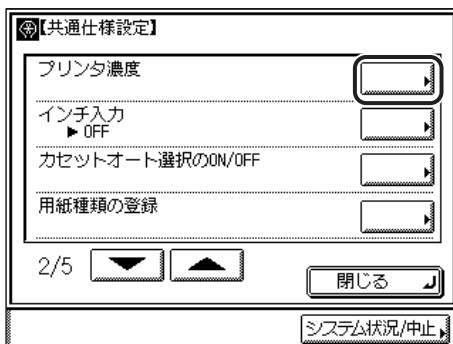 【共通仕様設定】
プリンタ濃度
インチ入力
▶ OFF
カセットオート選択のON/OFF
用紙種類の登録
2/5
閉じる
システム状況/中止